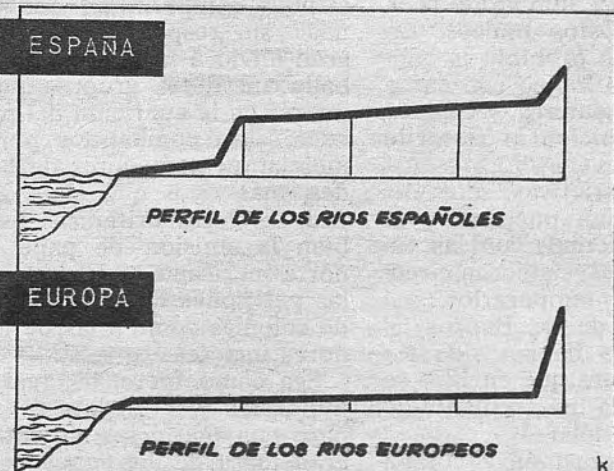 ESPAÑA
PERFIL DE LOS RIOS ESPAÑOLES
EUROPA
PERFIL DE LOS RIOS EUROPEOS
k